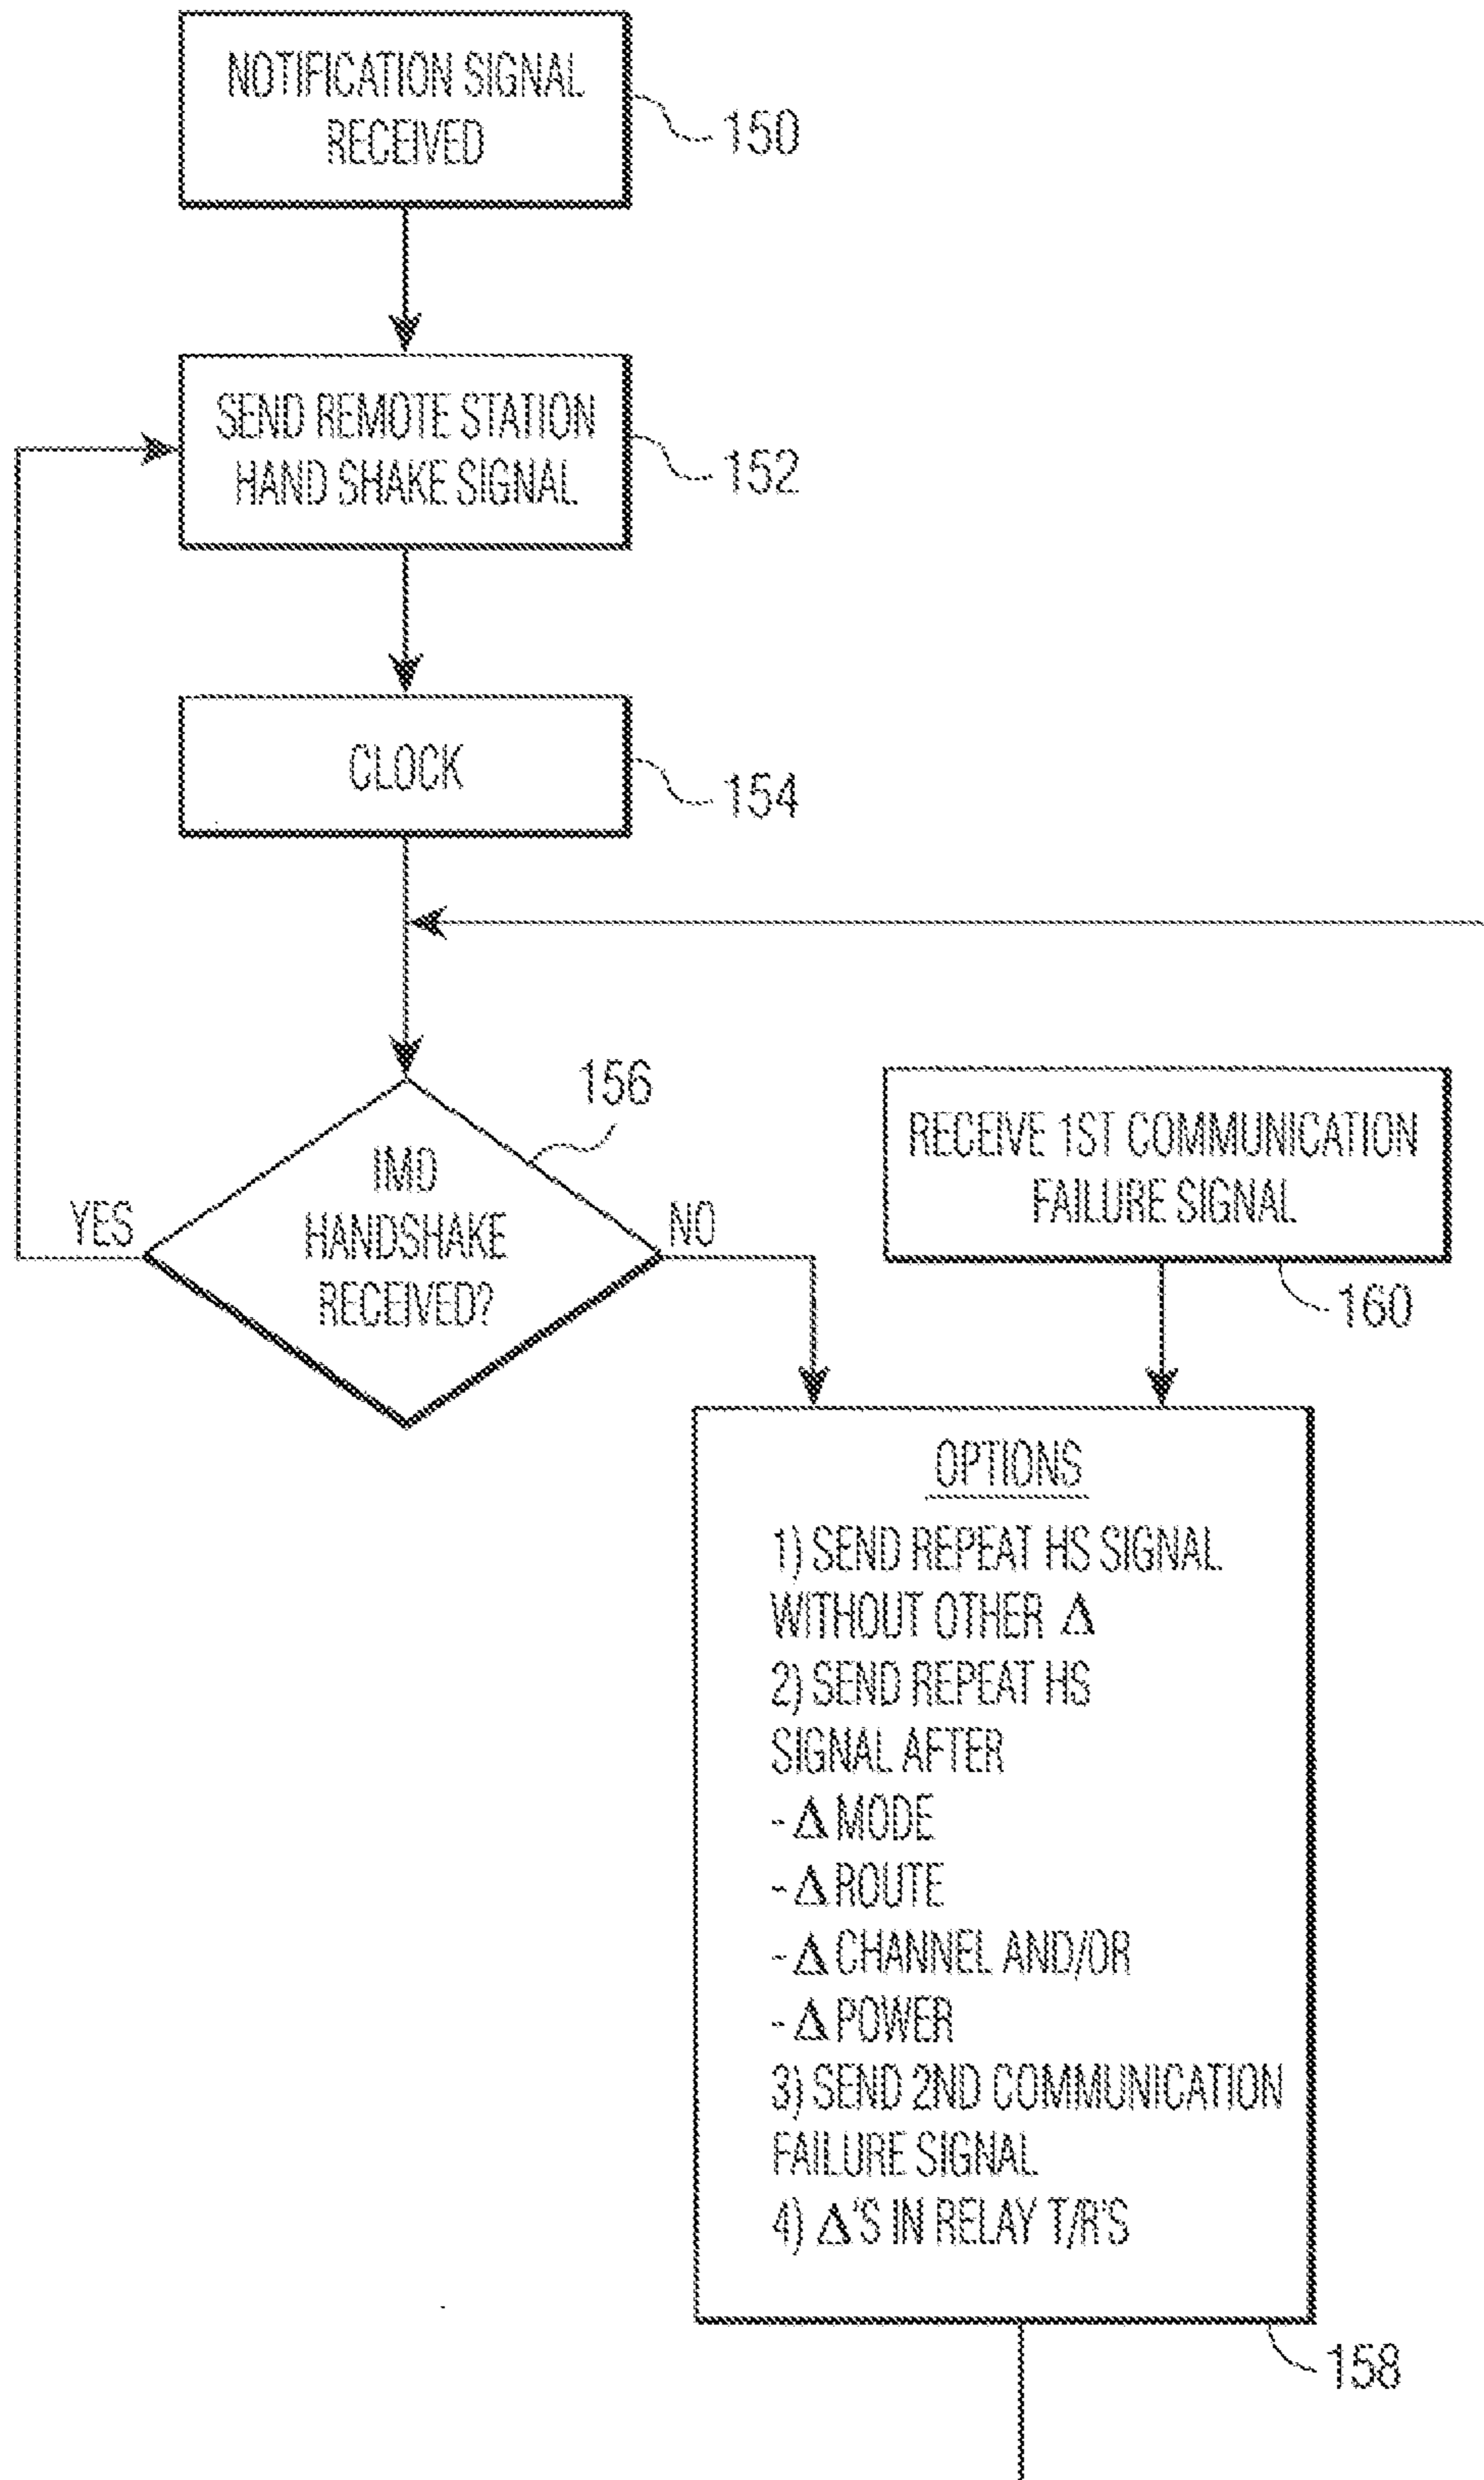 NOTIFICATION SIGNAL
RECEIVED
150
SEND REMOTE STATION
HAND SHAKE SIGNAL
152
CLOCK
154
156
IMD
HANDSHAKE
RECEIVED?
YES
NO
RECEIVE 1ST COMMUNICATION
FAILURE SIGNAL
160
OPTIONS
1) SEND REPEAT HS SIGNAL
WITHOUT OTHER Δ
2) SEND REPEAT HS
SIGNAL AFTER
- Δ MODE
- Δ ROUTE
- Δ CHANNEL AND/OR
- Δ POWER
3) SEND 2ND COMMUNICATION
FAILURE SIGNAL
4) Δ'S IN RELAY T/R'S
158